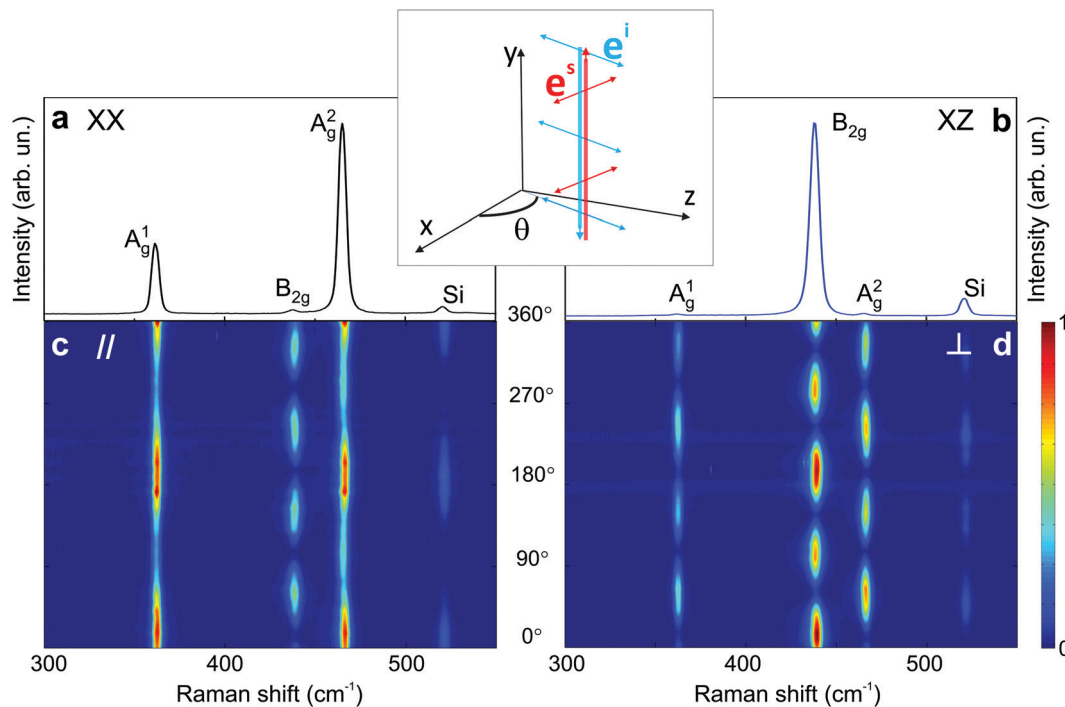 a XX
A_g^1
B_2g
A_g^2
Si
Intensity (arb. un.)
y
x
z
θ
e^i
e^s
XZ b
A_g^1
B_2g
A_g^2
Si
Intensity (arb. un.)
c //
⊥ d
360°
270°
180°
90°
0°
1
0
300 400 500
300 400 500
Raman shift (cm⁻¹)
Raman shift (cm⁻¹)